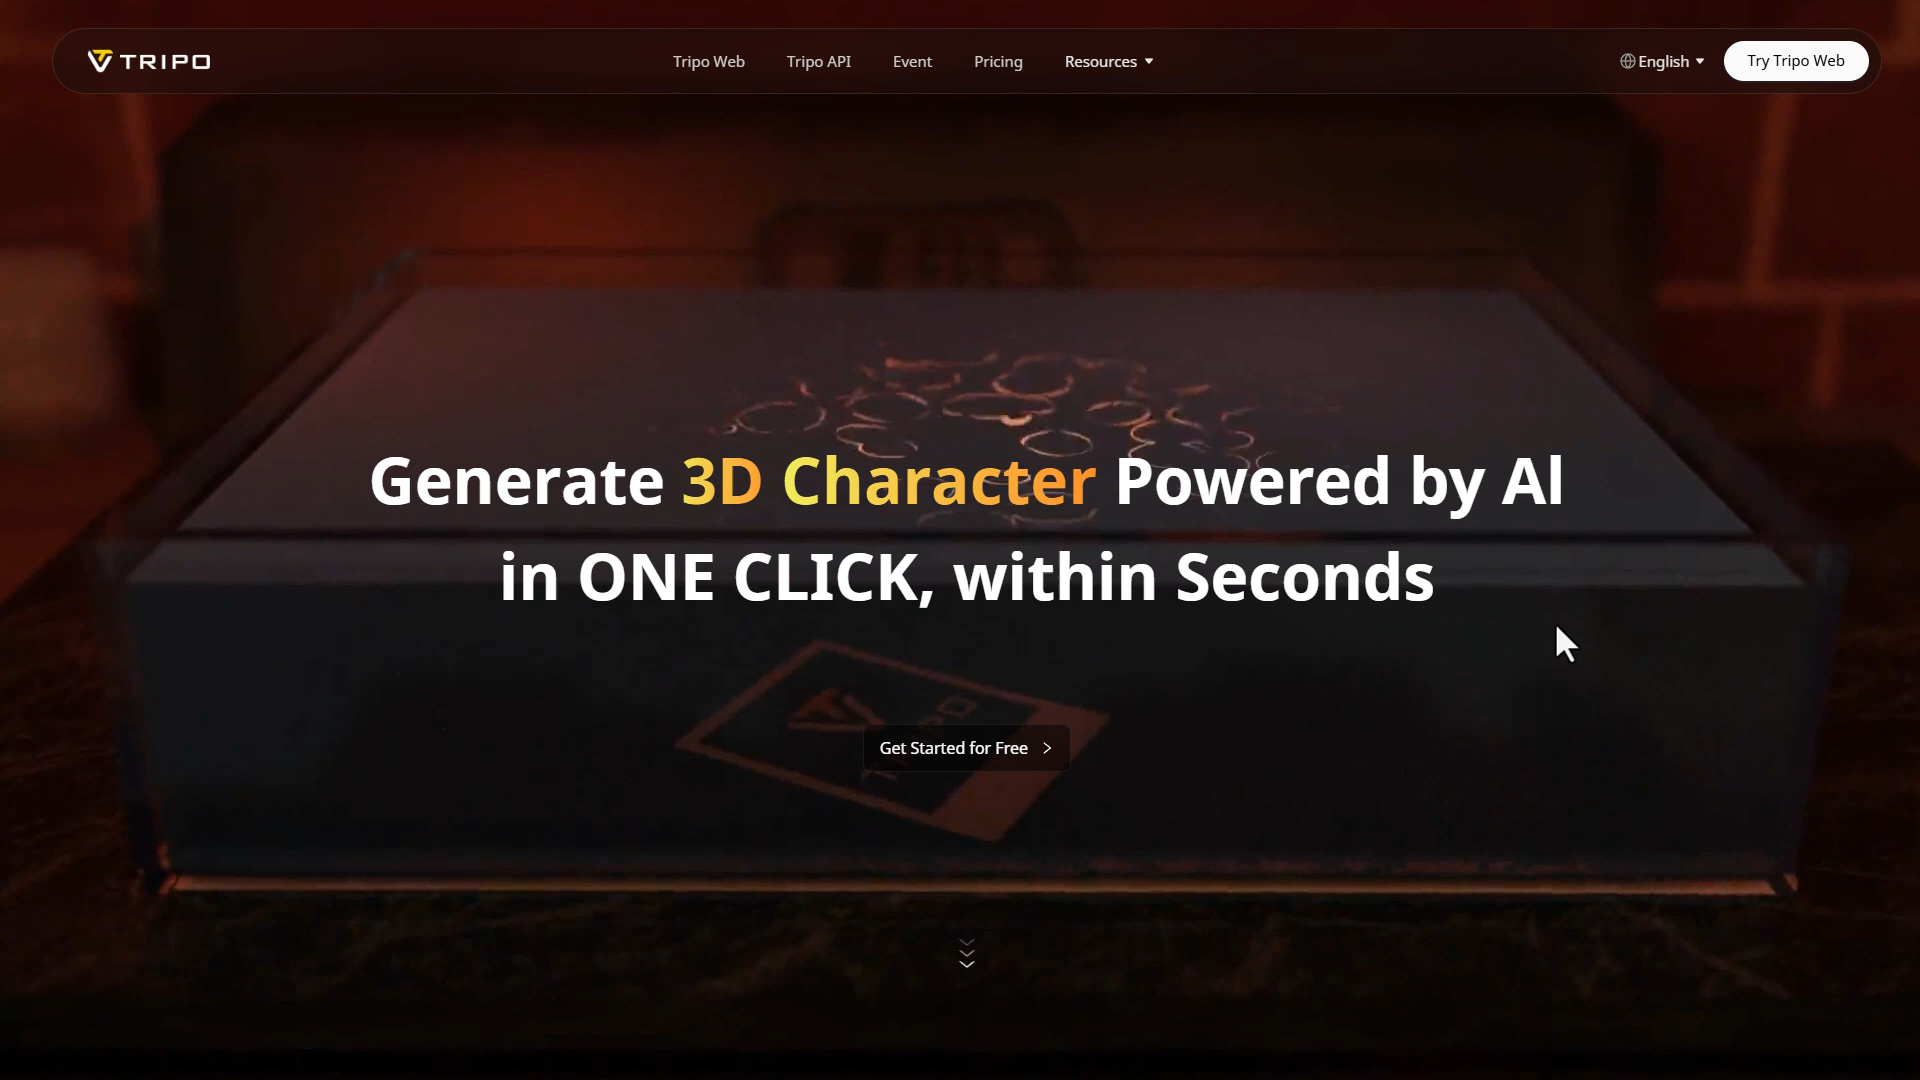 TRIPO
Tripo Web
Tripo API
Event
Pricing
Resources
English
Try Tripo Web
Generate 3D Character Powered by AI
in ONE CLICK, within Seconds
TRIPO
Get Started for Free